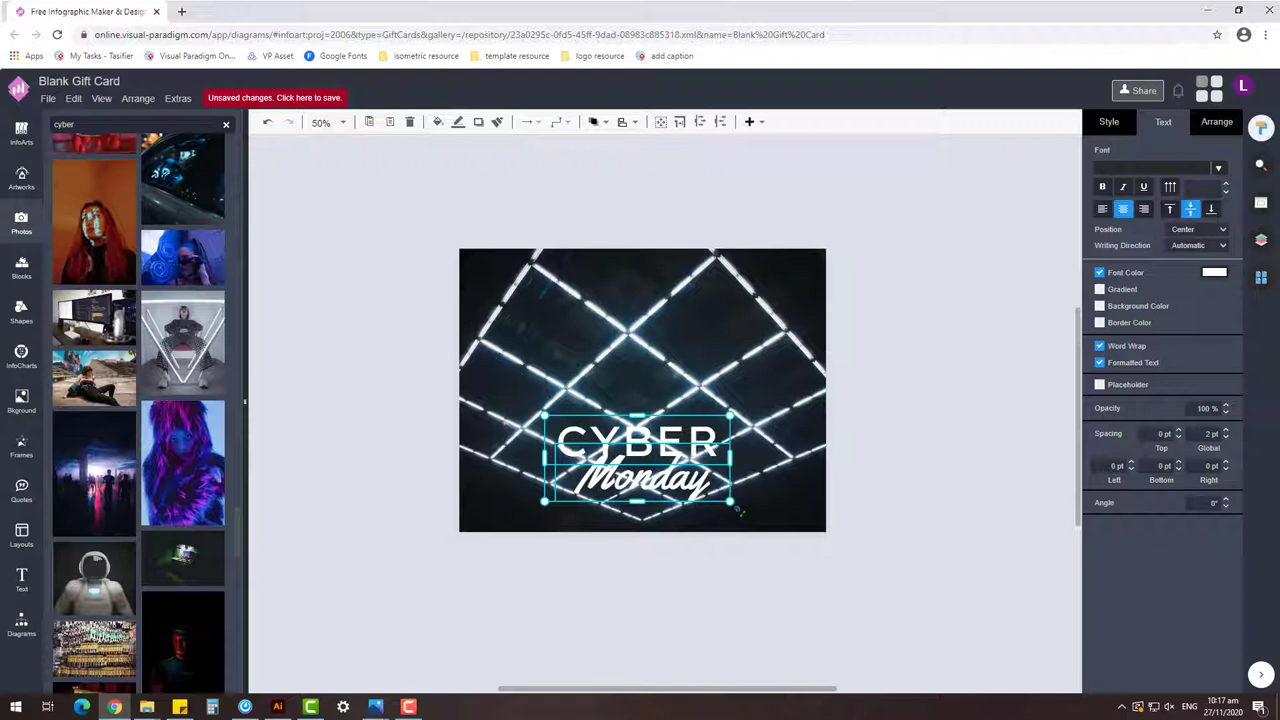 Free Infographic Maker & Desig
online.visual-paradigm.com/app/diagrams/#infoart:proj=2006&type=GiftCards&gallery=/repository/23a0295c-0fd5-45ff-9dad-08983c885318.xml&name=Blank%20Gift%20Card
Apps
My Tasks - Tasifier
Visual Paradigm On...
VP Asset
Google Fonts
isometric resource
template resource
logo resource
add caption
Blank Gift Card
File
Edit
View
Arrange
Extras
Unsaved changes. Click here to save.
Share
L
cyber
50%
Style
Text
Arrange
InfoArts
Artworks
Photos
Blocks
Shapes
InfoCharts
Bkground
Frames
Quotes
Layouts
Text
Diagrams
CYBER
Monday
Font
B I U
Position
Center
Writing Direction
Automatic
Font Color
Gradient
Background Color
Border Color
Word Wrap
Formatted Text
Placeholder
Opacity
100 %
Spacing
0 pt
2 pt
Top
Global
0 pt
0 pt
0 pt
Left
Bottom
Right
Angle
0°
10:17 am
27/11/2020